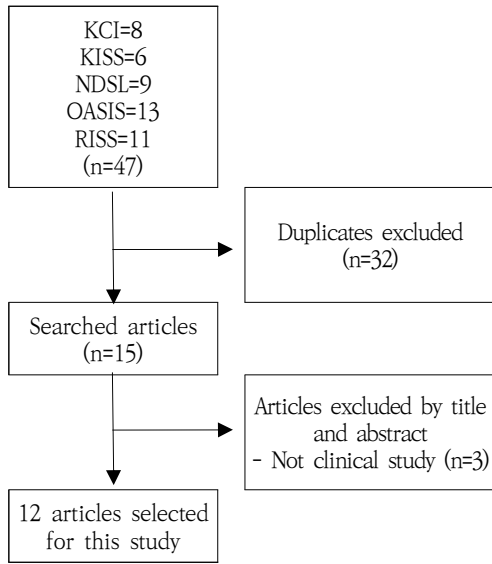 KCI=8
KISS=6
NDSL=9
OASIS=13
RISS=11
(n=47)
Duplicates excluded
(n=32)
Searched articles
(n=15)
Articles excluded by title
and abstract
- Not clinical study (n=3)
12 articles selected
for this study